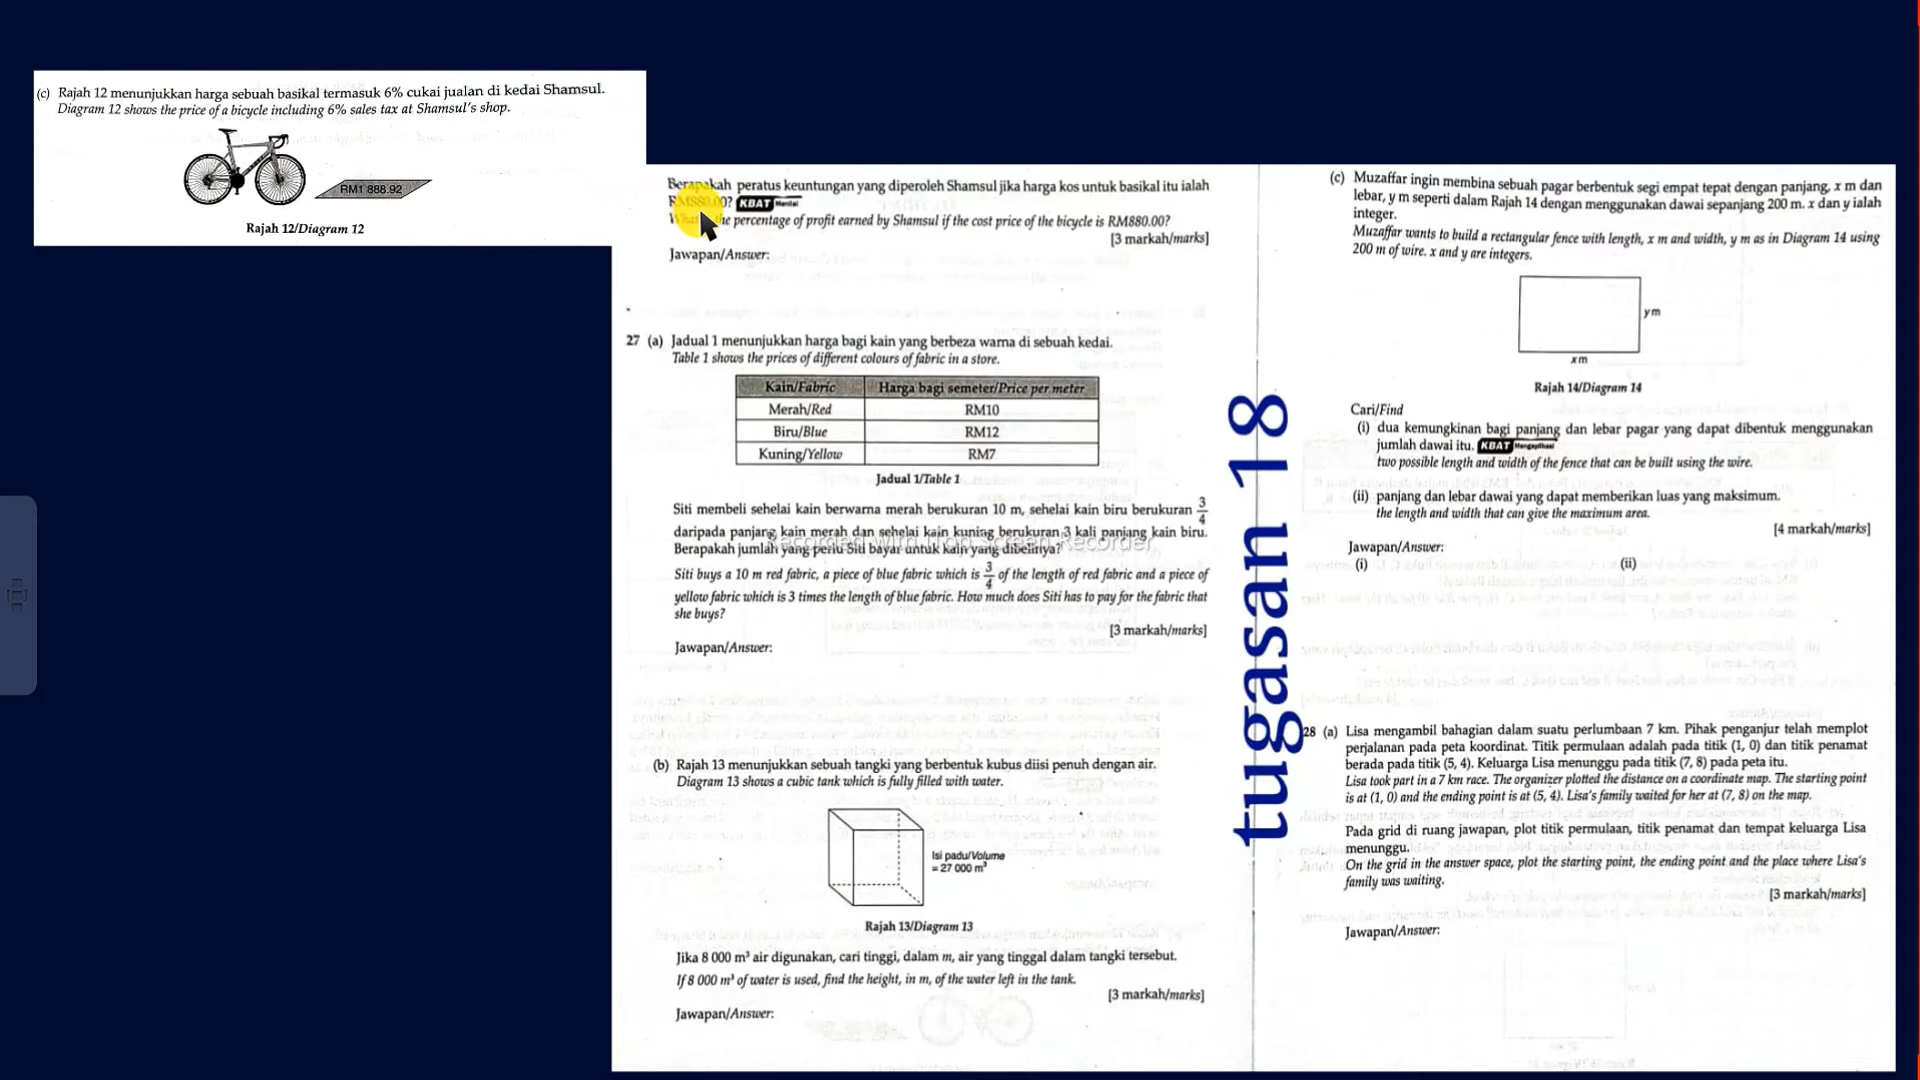 (c) Rajah 12 menunjukkan harga sebuah basikal termasuk 6% cukai jualan di kedai Shamsul.
Diagram 12 shows the price of a bicycle including 6% sales tax at Shamsul's shop.
RM1 888.92
Rajah 12/Diagram 12
Berapakah peratus keuntungan yang diperoleh Shamsul jika harga kos untuk basikal itu ialah
RM880.00? KBAT Menilai
What the percentage of profit earned by Shamsul if the cost price of the bicycle is RM880.00?
[3 markah/marks]
Jawapan/Answer:
27 (a) Jadual 1 menunjukkan harga bagi kain yang berbeza warna di sebuah kedai.
Table 1 shows the prices of different colours of fabric in a store.
Kain/Fabric Harga bagi semeter/Price per meter
Merah/Red RM10
Biru/Blue RM12
Kuning/Yellow RM7
Jadual 1/Table 1
Siti membeli sehelai kain berwarna merah berukuran 10 m, sehelai kain biru berukuran 3/4
daripada panjang kain merah dan sehelai kain kuning berukuran 3 kali panjang kain biru.
Recorded with iTop Screen Recorder
Berapakah jumlah yang perlu Siti bayar untuk kain yang dibelinya?
Siti buys a 10 m red fabric, a piece of blue fabric which is 3/4 of the length of red fabric and a piece of
yellow fabric which is 3 times the length of blue fabric. How much does Siti has to pay for the fabric that
she buys?
[3 markah/marks]
Jawapan/Answer:
(b) Rajah 13 menunjukkan sebuah tangki yang berbentuk kubus diisi penuh dengan air.
Diagram 13 shows a cubic tank which is fully filled with water.
Isi padu/Volume
= 27 000 m³
Rajah 13/Diagram 13
Jika 8 000 m³ air digunakan, cari tinggi, dalam m, air yang tinggal dalam tangki tersebut.
If 8 000 m³ of water is used, find the height, in m, of the water left in the tank.
[3 markah/marks]
Jawapan/Answer:
tugasan 18
(c) Muzaffar ingin membina sebuah pagar berbentuk segi empat tepat dengan panjang, x m dan
lebar, y m seperti dalam Rajah 14 dengan menggunakan dawai sepanjang 200 m. x dan y ialah
integer.
Muzaffar wants to build a rectangular fence with length, x m and width, y m as in Diagram 14 using
200 m of wire. x and y are integers.
y m
x m
Rajah 14/Diagram 14
Cari/Find
(i) dua kemungkinan bagi panjang dan lebar pagar yang dapat dibentuk menggunakan
jumlah dawai itu. KBAT Mengaplikasi
two possible length and width of the fence that can be built using the wire.
(ii) panjang dan lebar dawai yang dapat memberikan luas yang maksimum.
the length and width that can give the maximum area.
[4 markah/marks]
Jawapan/Answer:
(i) (ii)
28 (a) Lisa mengambil bahagian dalam suatu perlumbaan 7 km. Pihak penganjur telah memplot
perjalanan pada peta koordinat. Titik permulaan adalah pada titik (1, 0) dan titik penamat
berada pada titik (5, 4). Keluarga Lisa menunggu pada titik (7, 8) pada peta itu.
Lisa took part in a 7 km race. The organizer plotted the distance on a coordinate map. The starting point
is at (1, 0) and the ending point is at (5, 4). Lisa's family waited for her at (7, 8) on the map.
Pada grid di ruang jawapan, plot titik permulaan, titik penamat dan tempat keluarga Lisa
menunggu.
On the grid in the answer space, plot the starting point, the ending point and the place where Lisa's
family was waiting.
[3 markah/marks]
Jawapan/Answer: